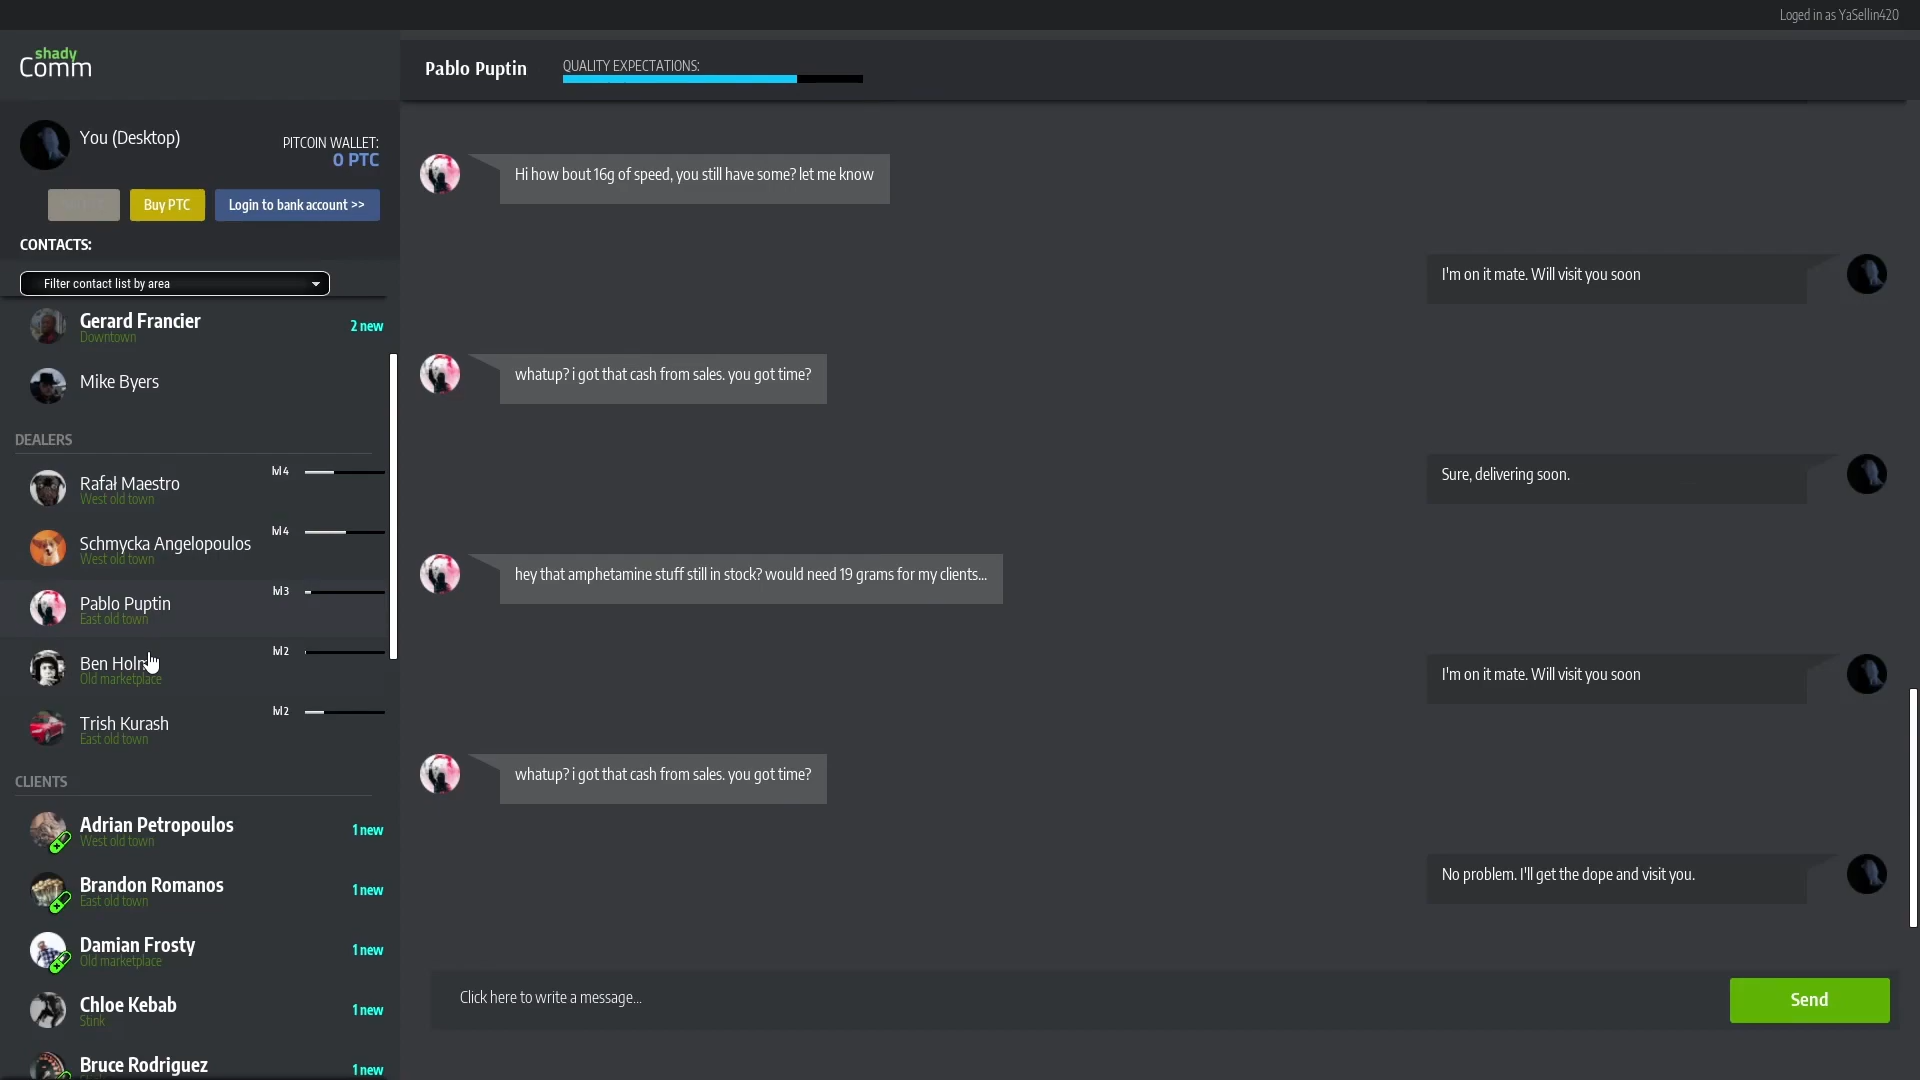 Loged in as YaSellin420
shady
Comm
Pablo Puptin
QUALITY EXPECTATIONS:
You (Desktop)
PITCOIN WALLET:
0 PTC
Buy PTC
Login to bank account >>
CONTACTS:
Filter contact list by area
Gerard Francier
2 new
Downtown
Mike Byers
DEALERS
Rafał Maestro
lvl 4
West old town
Schmycka Angelopoulos
lvl 4
West old town
Pablo Puptin
lvl 3
East old town
Ben
lvl 2
Old marketplace
Trish Kurash
lvl 2
East old town
CLIENTS
Adrian Petropoulos
1 new
West old town
Brandon Romanos
1 new
East old town
Damian Frosty
1 new
Old marketplace
Chloe Kebab
1 new
Stink
Bruce Rodriguez
1 new
Hi how bout 16g of speed, you still have some? let me know
I'm on it mate. Will visit you soon
whatup? i got that cash from sales. you got time?
Sure, delivering soon.
hey that amphetamine stuff still in stock? would need 19 grams for my clients...
I'm on it mate. Will visit you soon
whatup? i got that cash from sales. you got time?
No problem. I'll get the dope and visit you.
Click here to write a message...
Send